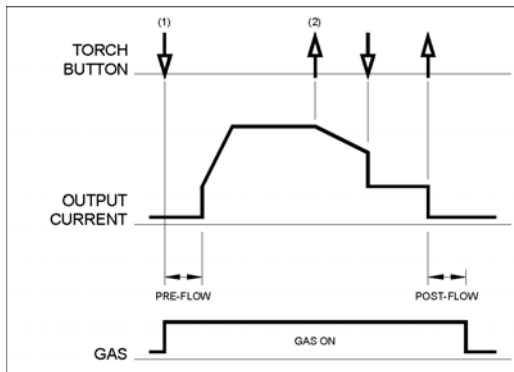 (1)
(2)
TORCH
BUTTON
OUTPUT
CURRENT
PRE-FLOW
POST-FLOW
GAS ON
GAS